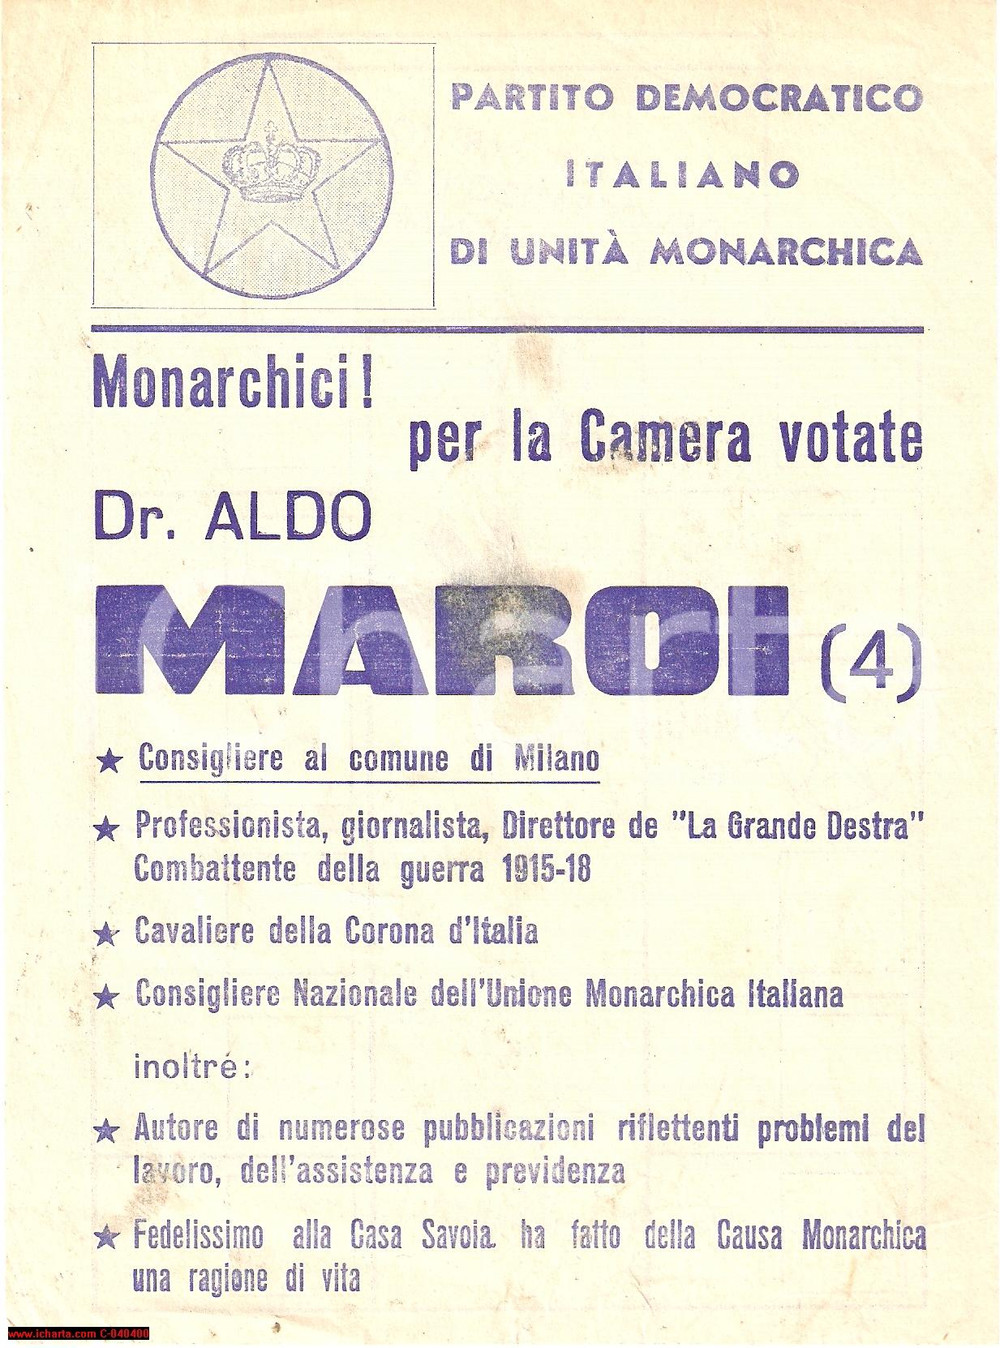 PARTITO DEMOCRATICO
ITALIANO
DI UNITÀ MONARCHICA
Monarchici!
per la Camera votate
Dr. ALDO
MAROI (4)
★ Consigliere al comune di Milano
★ Professionista, giornalista, Direttore de "La Grande Destra"
Combattente della guerra 1915-18
★ Cavaliere della Corona d'Italia
★ Consigliere Nazionale dell'Unione Monarchica Italiana
inoltré:
★ Autore di numerose pubblicazioni riflettenti problemi del
lavoro, dell'assistenza e previdenza
★ Fedelissimo alla Casa Savoia ha fatto della Causa Monarchica
una ragione di vita
www.icharta.com C-040400